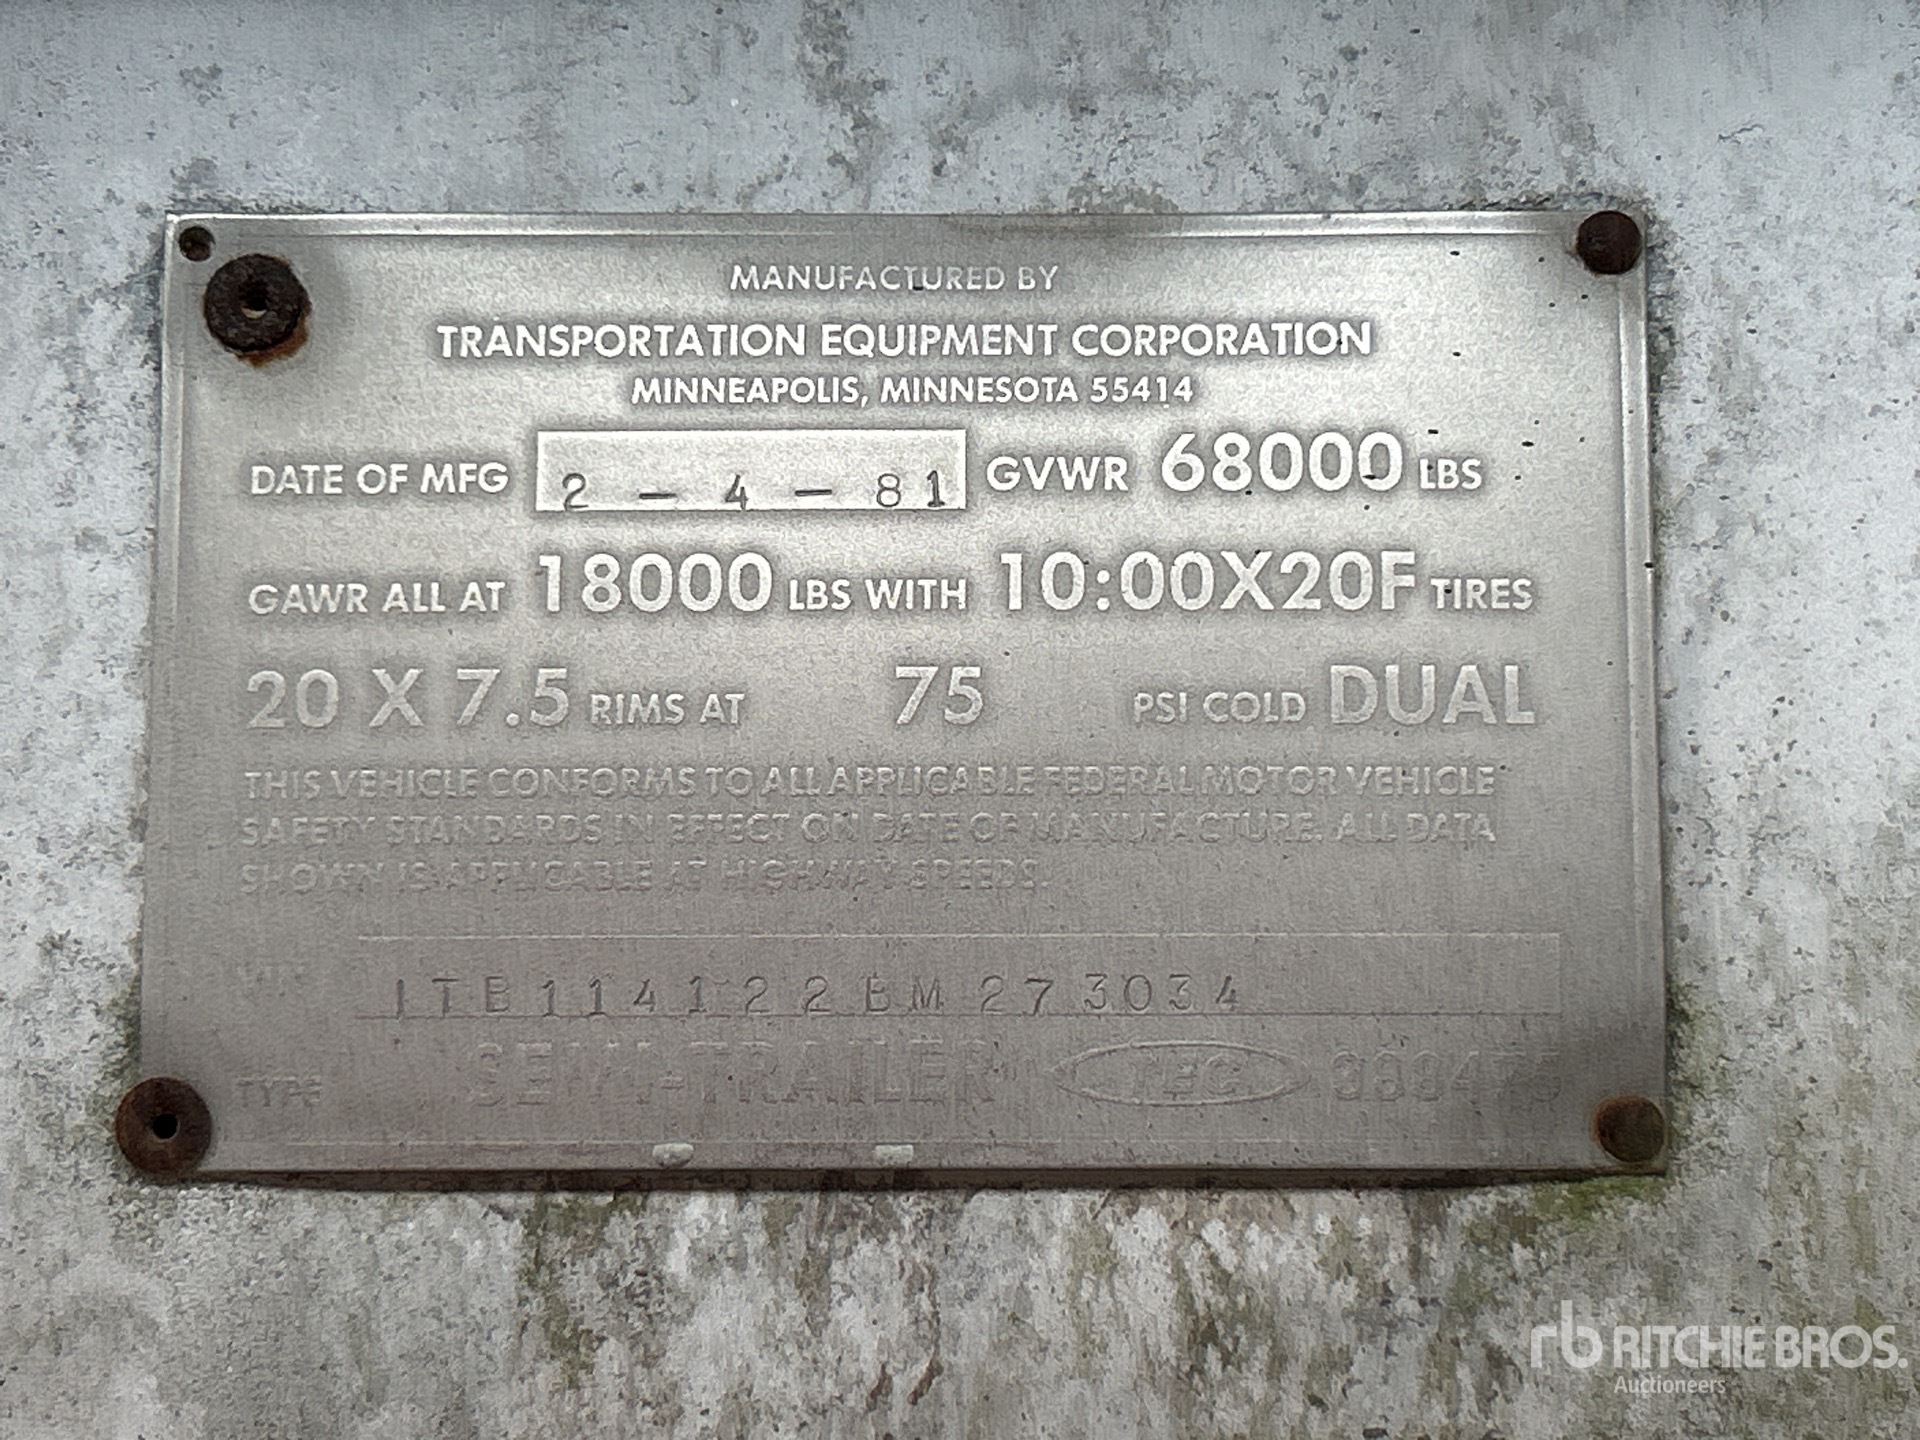 MANUFACTURED BY
TRANSPORTATION EQUIPMENT CORPORATION
MINNEAPOLIS, MINNESOTA 55414
DATE OF MFG 2 - 4 - 81 GVWR 68000 LBS
GAWR ALL AT 18000 LBS WITH 10:00X20F TIRES
20 X 7.5 RIMS AT 75 PSI COLD DUAL
THIS VEHICLE CONFORMS TO ALL APPLICABLE FEDERAL MOTOR VEHICLE
SAFETY STANDARDS IN EFFECT ON DATE OF MANUFACTURE. ALL DATA
SHOWN IS APPLICABLE AT HIGHWAY SPEEDS.
1TB114122BM273034
TYPE SEMI-TRAILER TEC
rb RITCHIE BROS.
Auctioneers